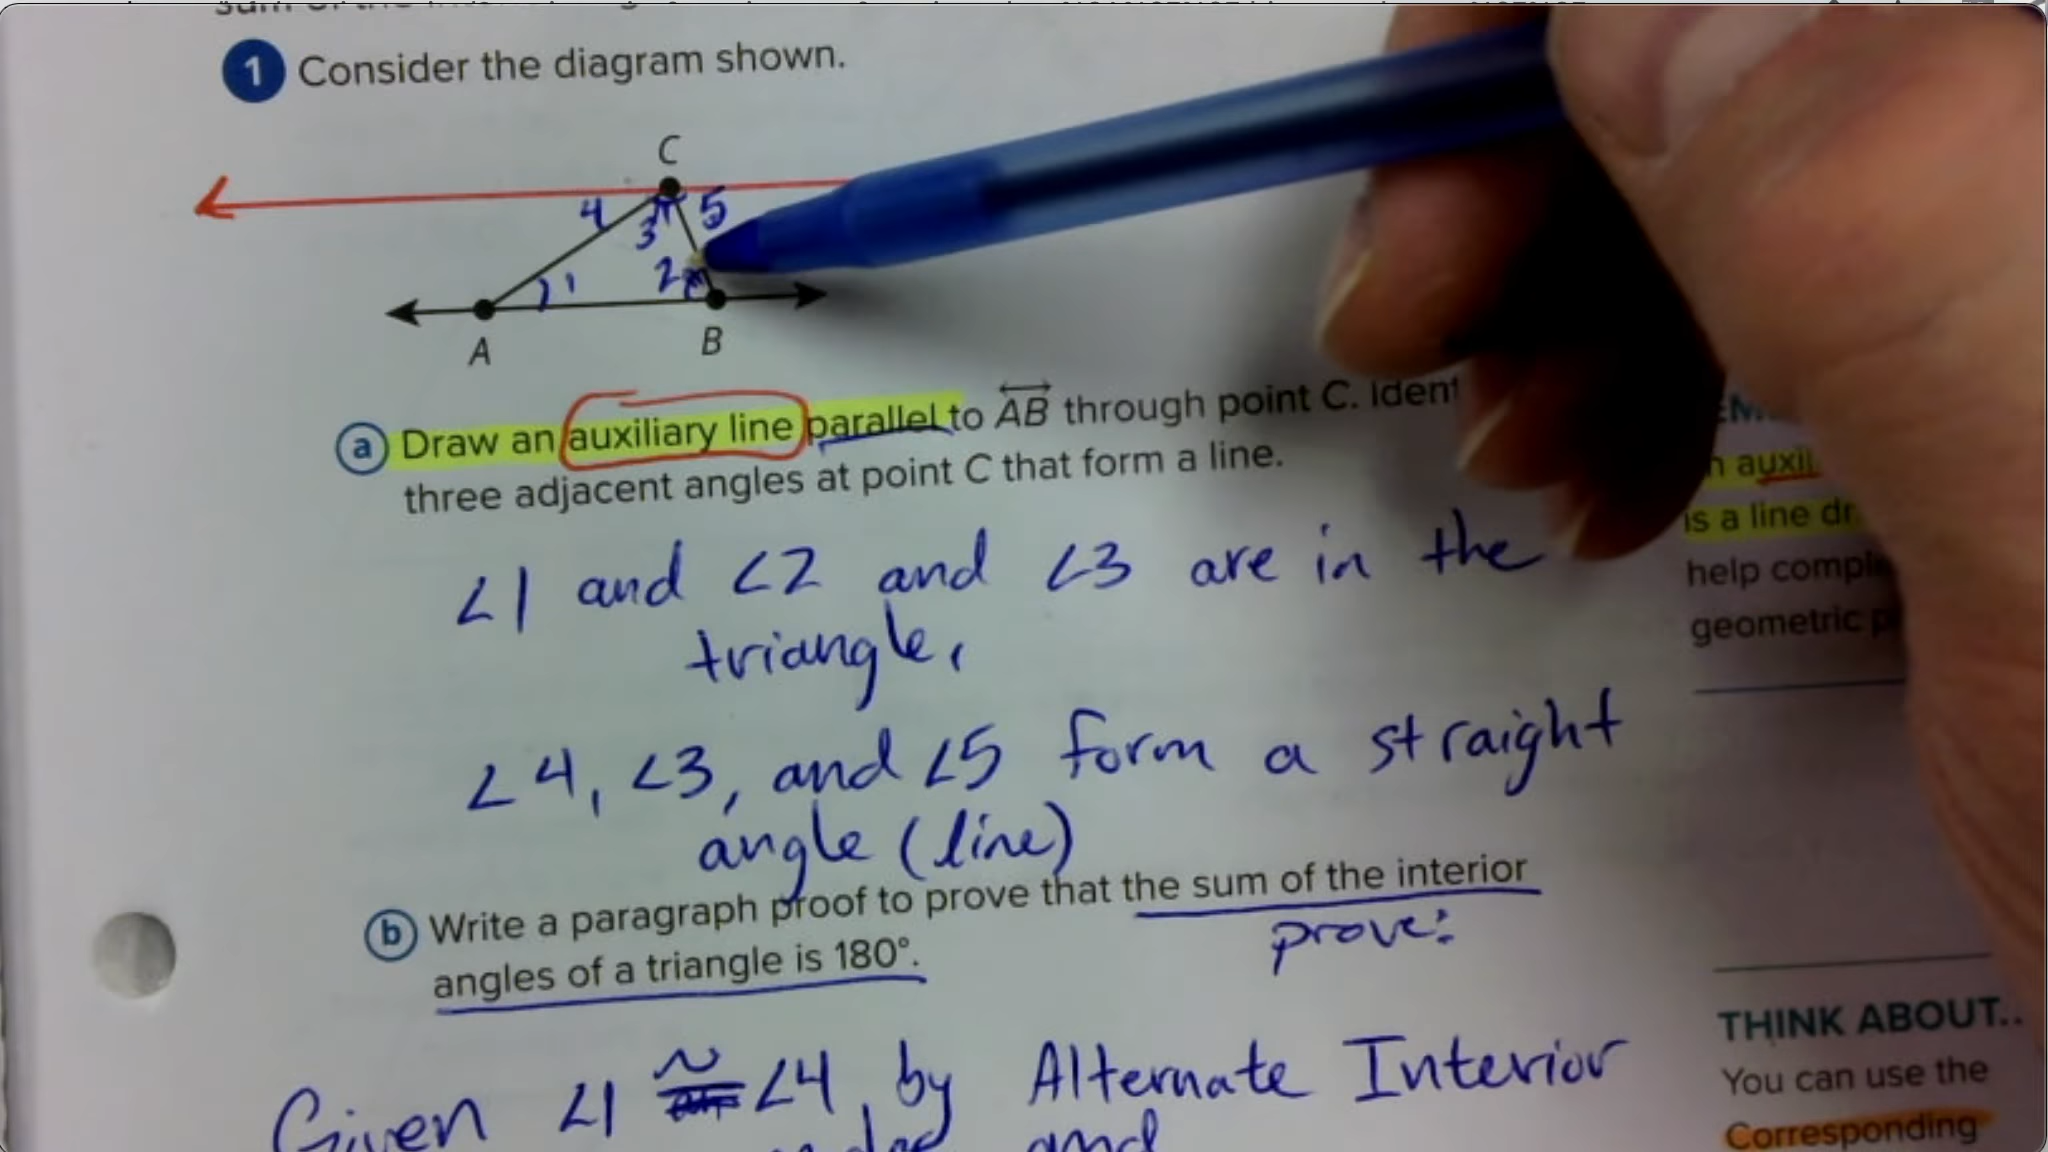 1 Consider the diagram shown.
C
4
3
5
2
1
A
B
a Draw an auxiliary line parallel to AB through point C.
three adjacent angles at point C that form a line.
∠1 and ∠2 and ∠3 are in the
triangle,
∠4, ∠3, and ∠5 form a straight
angle (line)
b Write a paragraph proof to prove that the sum of the interior
prove:
angles of a triangle is 180°.
Given ∠1 ≅ ∠4, by Alternate Interior
and
auxil
is a line
help
geometric
THINK ABOUT..
You can use the
Corresponding